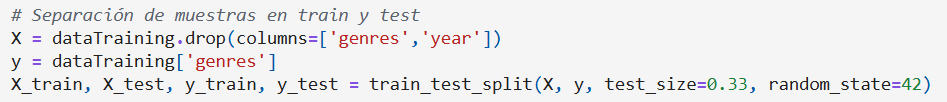 # Separación de muestras en train y test
X = dataTraining.drop(columns=['genres','year'])
y = dataTraining['genres']
X_train, X_test, y_train, y_test = train_test_split(X, y, test_size=0.33, random_state=42)